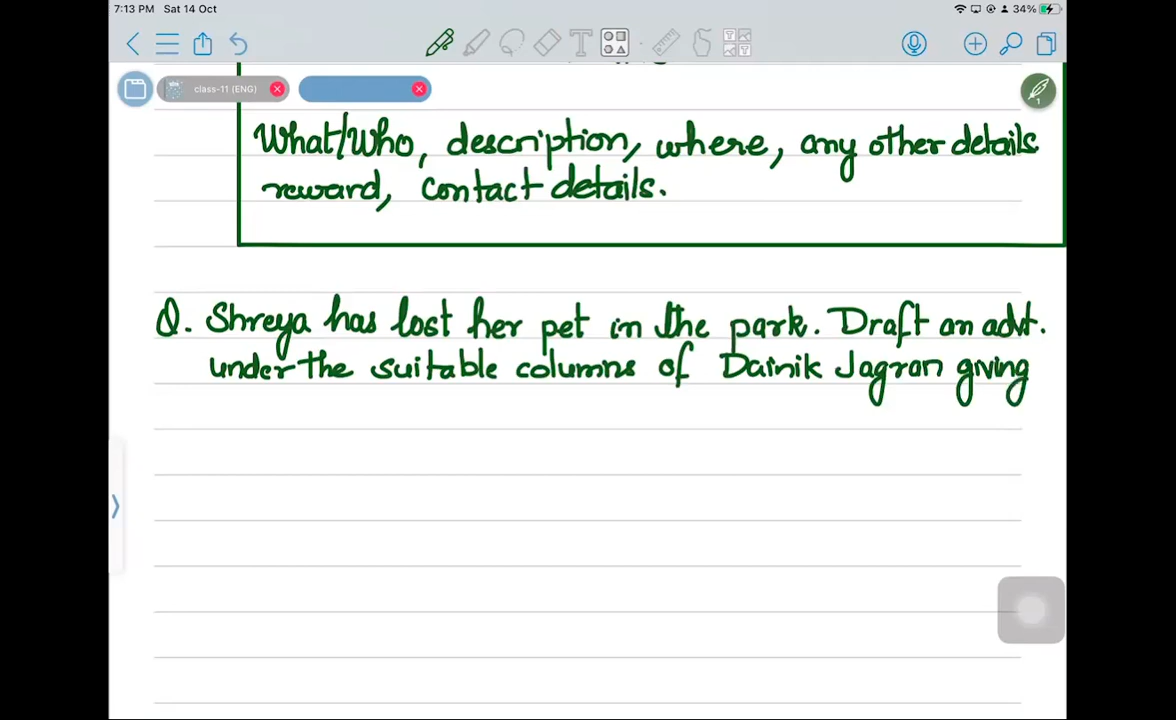 7:13 PM Sat 14 Oct 34%
class-11 (ENG)
What/Who, description, where, any other details
reward, contact details.
Q. Shreya has lost her pet in the park. Draft an advt.
under the suitable columns of Dainik Jagran giving